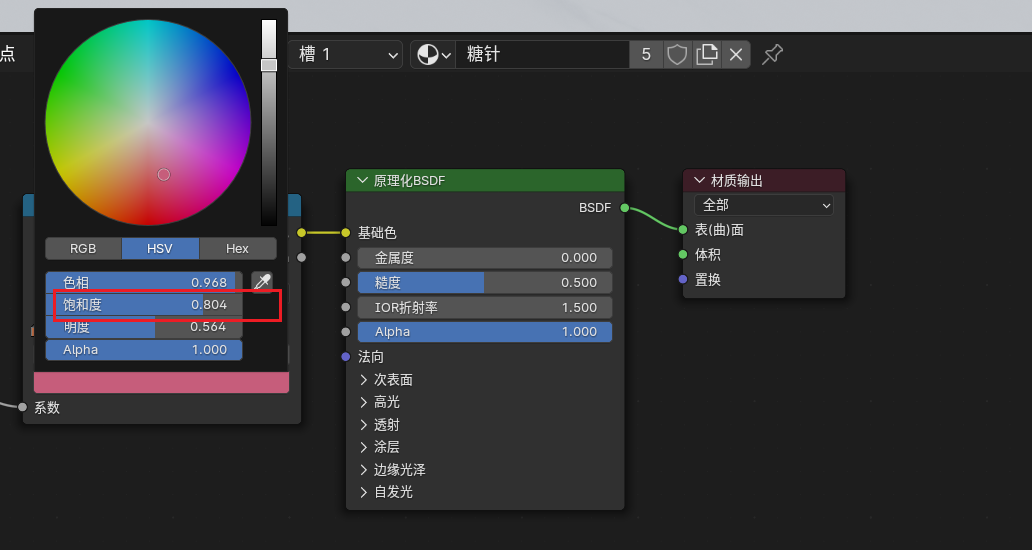 点
槽 1
糖针
5
RGB
HSV
Hex
色相 0.968
饱和度 0.804
明度 0.564
Alpha 1.000
系数
原理化BSDF
BSDF
基础色
金属度 0.000
糙度 0.500
IOR折射率 1.500
Alpha 1.000
法向
次表面
高光
透射
涂层
边缘光泽
自发光
材质输出
全部
表(曲)面
体积
置换